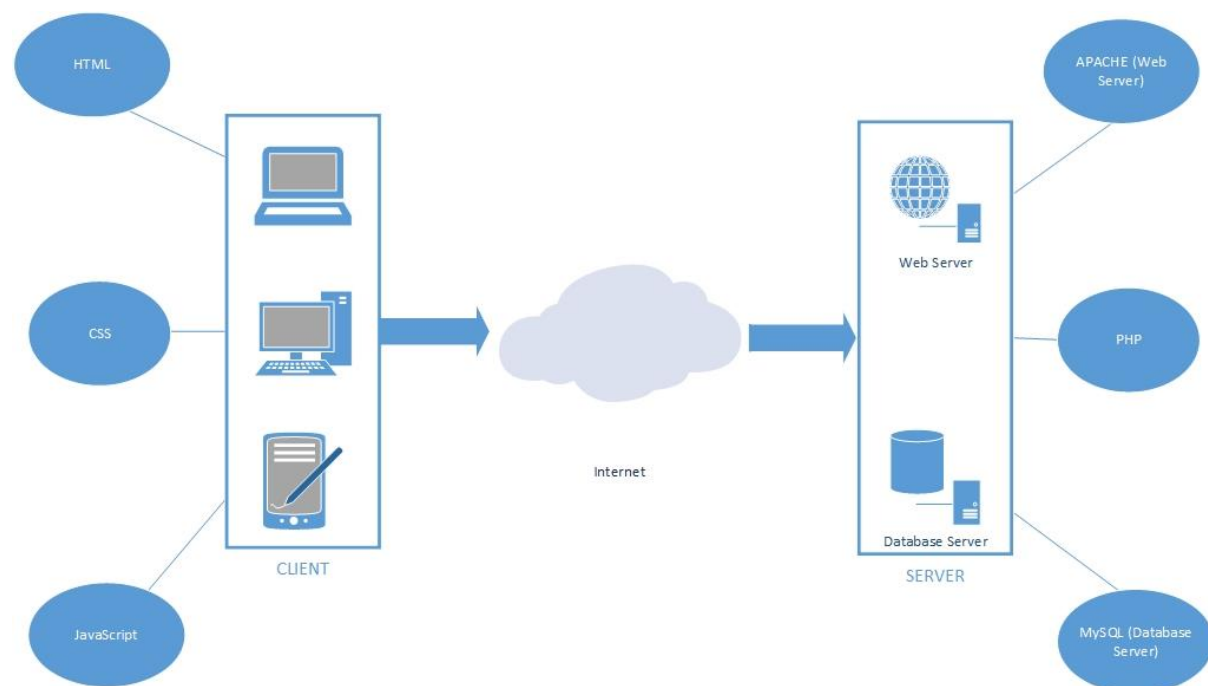 HTML
APACHE (Web
Server)
Web Server
CSS
PHP
Internet
Database Server
CLIENT
SERVER
JavaScript
MySQL (Database
Server)